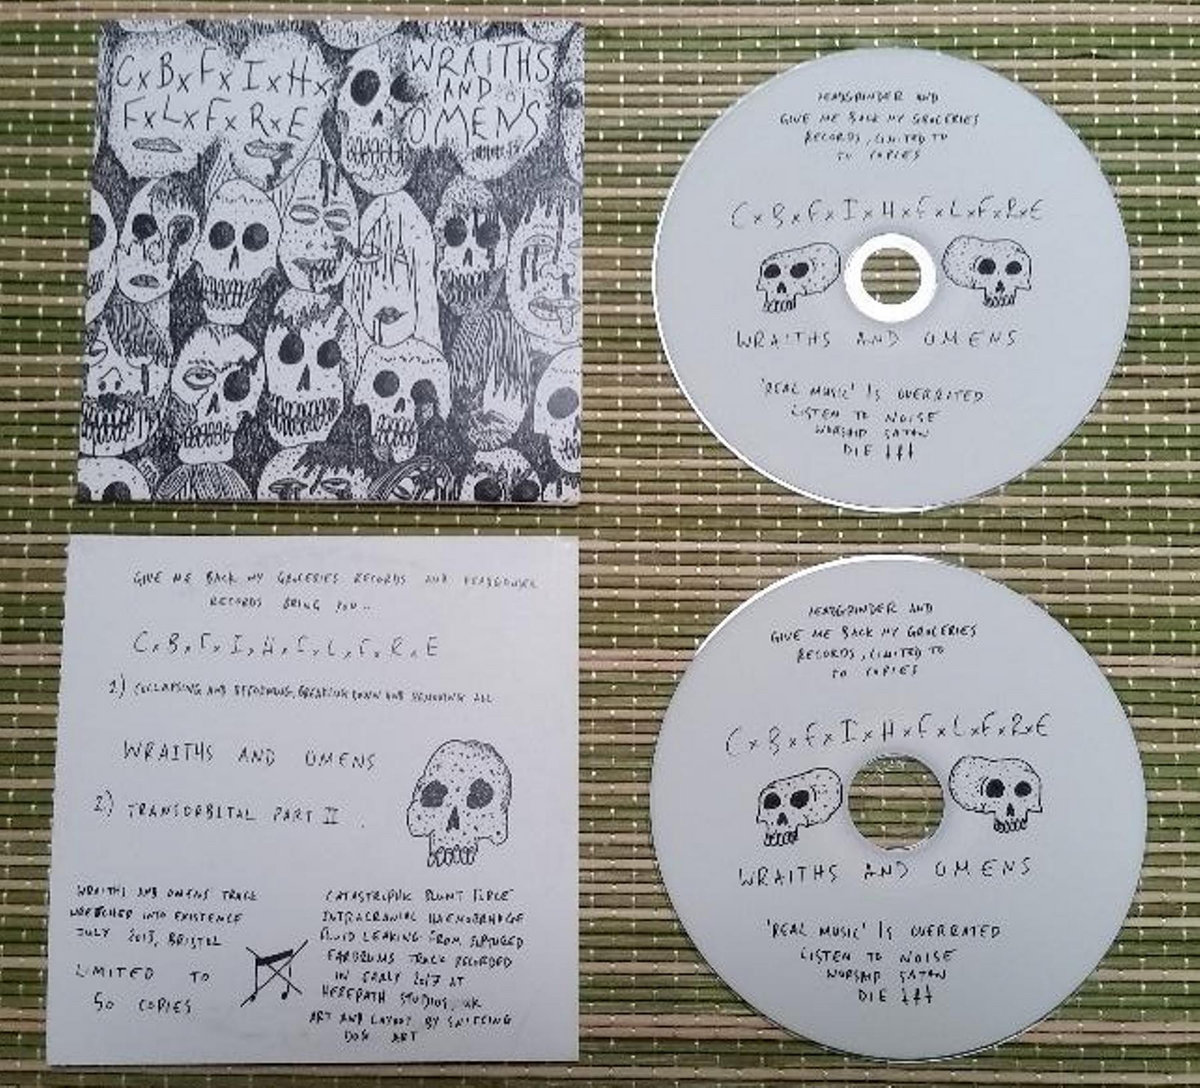 CxBxFxIxHx
FxLxFxRxE
WRAITHS
AND
OMENS
HEADGRINDER AND
GIVE ME BACK MY GROCERIES
RECORDS, LIMITED TO
50 COPIES
CxBxFxIxHxFxLxFxRxE
WRAITHS AND OMENS
'REAL MUSIC' IS OVERRATED
LISTEN TO NOISE
WORSHIP SATAN
DIE
GIVE ME BACK MY GROCERIES RECORDS AND HEADGRINDER
RECORDS BRING YOU..
CxBxFxIxHxFxLxFxRxE
1) COLLAPSING AND DEFORMING, BREAKING DOWN AND REMOVING ALL
WRAITHS AND OMENS
2) TRANSORBITAL PART II
WRAITHS AND OMENS TRACK
WRETCHED INTO EXISTENCE
JULY 2013, BRISTOL
LIMITED TO
50 COPIES
CATASTROPHIC BLUNT FORCE
INTRACRANIAL HAEMORRHAGE
FLUID LEAKING FROM RUPTURED
EARDRUMS TRACK RECORDED
IN EARLY 2017 AT
HEREPATH STUDIOS, UK
ART AND LAYOUT BY SNIFFING
DOG ART
HEADGRINDER AND
GIVE ME BACK MY GROCERIES
RECORDS, LIMITED TO
50 COPIES
CxBxFxIxHxFxLxFxRxE
WRAITHS AND OMENS
'REAL MUSIC' IS OVERRATED
LISTEN TO NOISE
WORSHIP SATAN
DIE